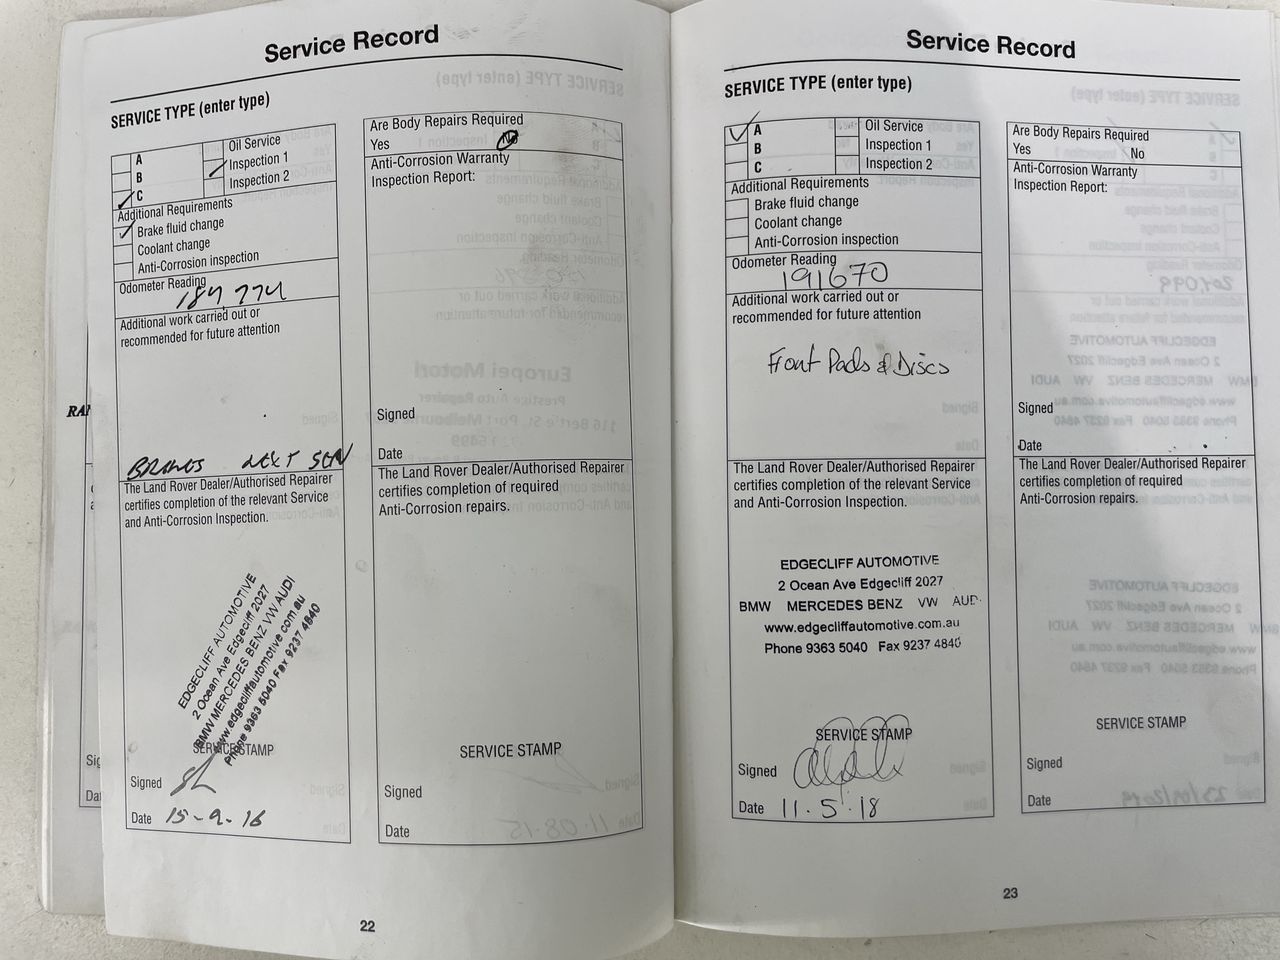 Service Record
SERVICE TYPE (enter type)
A
B
C
Oil Service
Inspection 1
Inspection 2
Additional Requirements
Brake fluid change
Coolant change
Anti-Corrosion inspection
Odometer Reading
184 774
Additional work carried out or
recommended for future attention
BRAKES NEXT SERV
The Land Rover Dealer/Authorised Repairer
certifies completion of the relevant Service
and Anti-Corrosion Inspection.
EDGECLIFF AUTOMOTIVE
2 Ocean Ave Edgecliff 2027
BMW MERCEDES BENZ VW AUDI
www.edgecliffautomotive.com.au
Phone 9363 5040 Fax 9237 4840
SERVICE STAMP
Signed
Date 15-9-16
Are Body Repairs Required
Yes No
Anti-Corrosion Warranty
Inspection Report:
Signed
Date
The Land Rover Dealer/Authorised Repairer
certifies completion of required
Anti-Corrosion repairs.
SERVICE STAMP
Signed
Date
22
Service Record
SERVICE TYPE (enter type)
A
B
C
Oil Service
Inspection 1
Inspection 2
Additional Requirements
Brake fluid change
Coolant change
Anti-Corrosion inspection
Odometer Reading
191670
Additional work carried out or
recommended for future attention
Front Pads & Discs
The Land Rover Dealer/Authorised Repairer
certifies completion of the relevant Service
and Anti-Corrosion Inspection.
EDGECLIFF AUTOMOTIVE
2 Ocean Ave Edgecliff 2027
BMW MERCEDES BENZ VW AUDI
www.edgecliffautomotive.com.au
Phone 9363 5040 Fax 9237 4840
SERVICE STAMP
Signed
Date 11.5.18
Are Body Repairs Required
Yes No
Anti-Corrosion Warranty
Inspection Report:
Signed
Date
The Land Rover Dealer/Authorised Repairer
certifies completion of required
Anti-Corrosion repairs.
SERVICE STAMP
Signed
Date
23